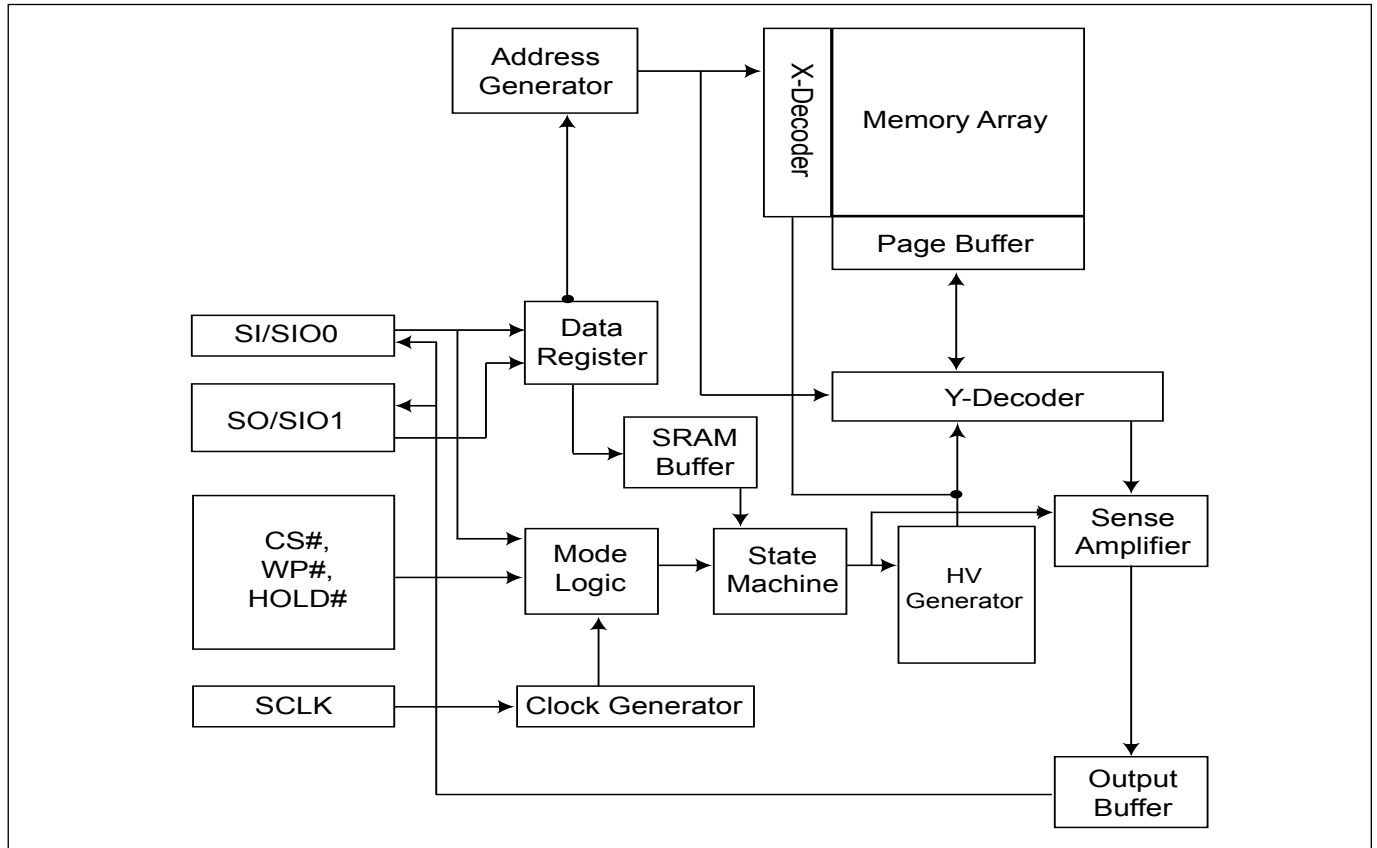 Address
Generator
X-Decoder
Memory Array
Page Buffer
SI/SIO0
Data
Register
SO/SIO1
Y-Decoder
SRAM
Buffer
CS#,
WP#,
HOLD#
Mode
Logic
State
Machine
HV
Generator
Sense
Amplifier
SCLK
Clock Generator
Output
Buffer